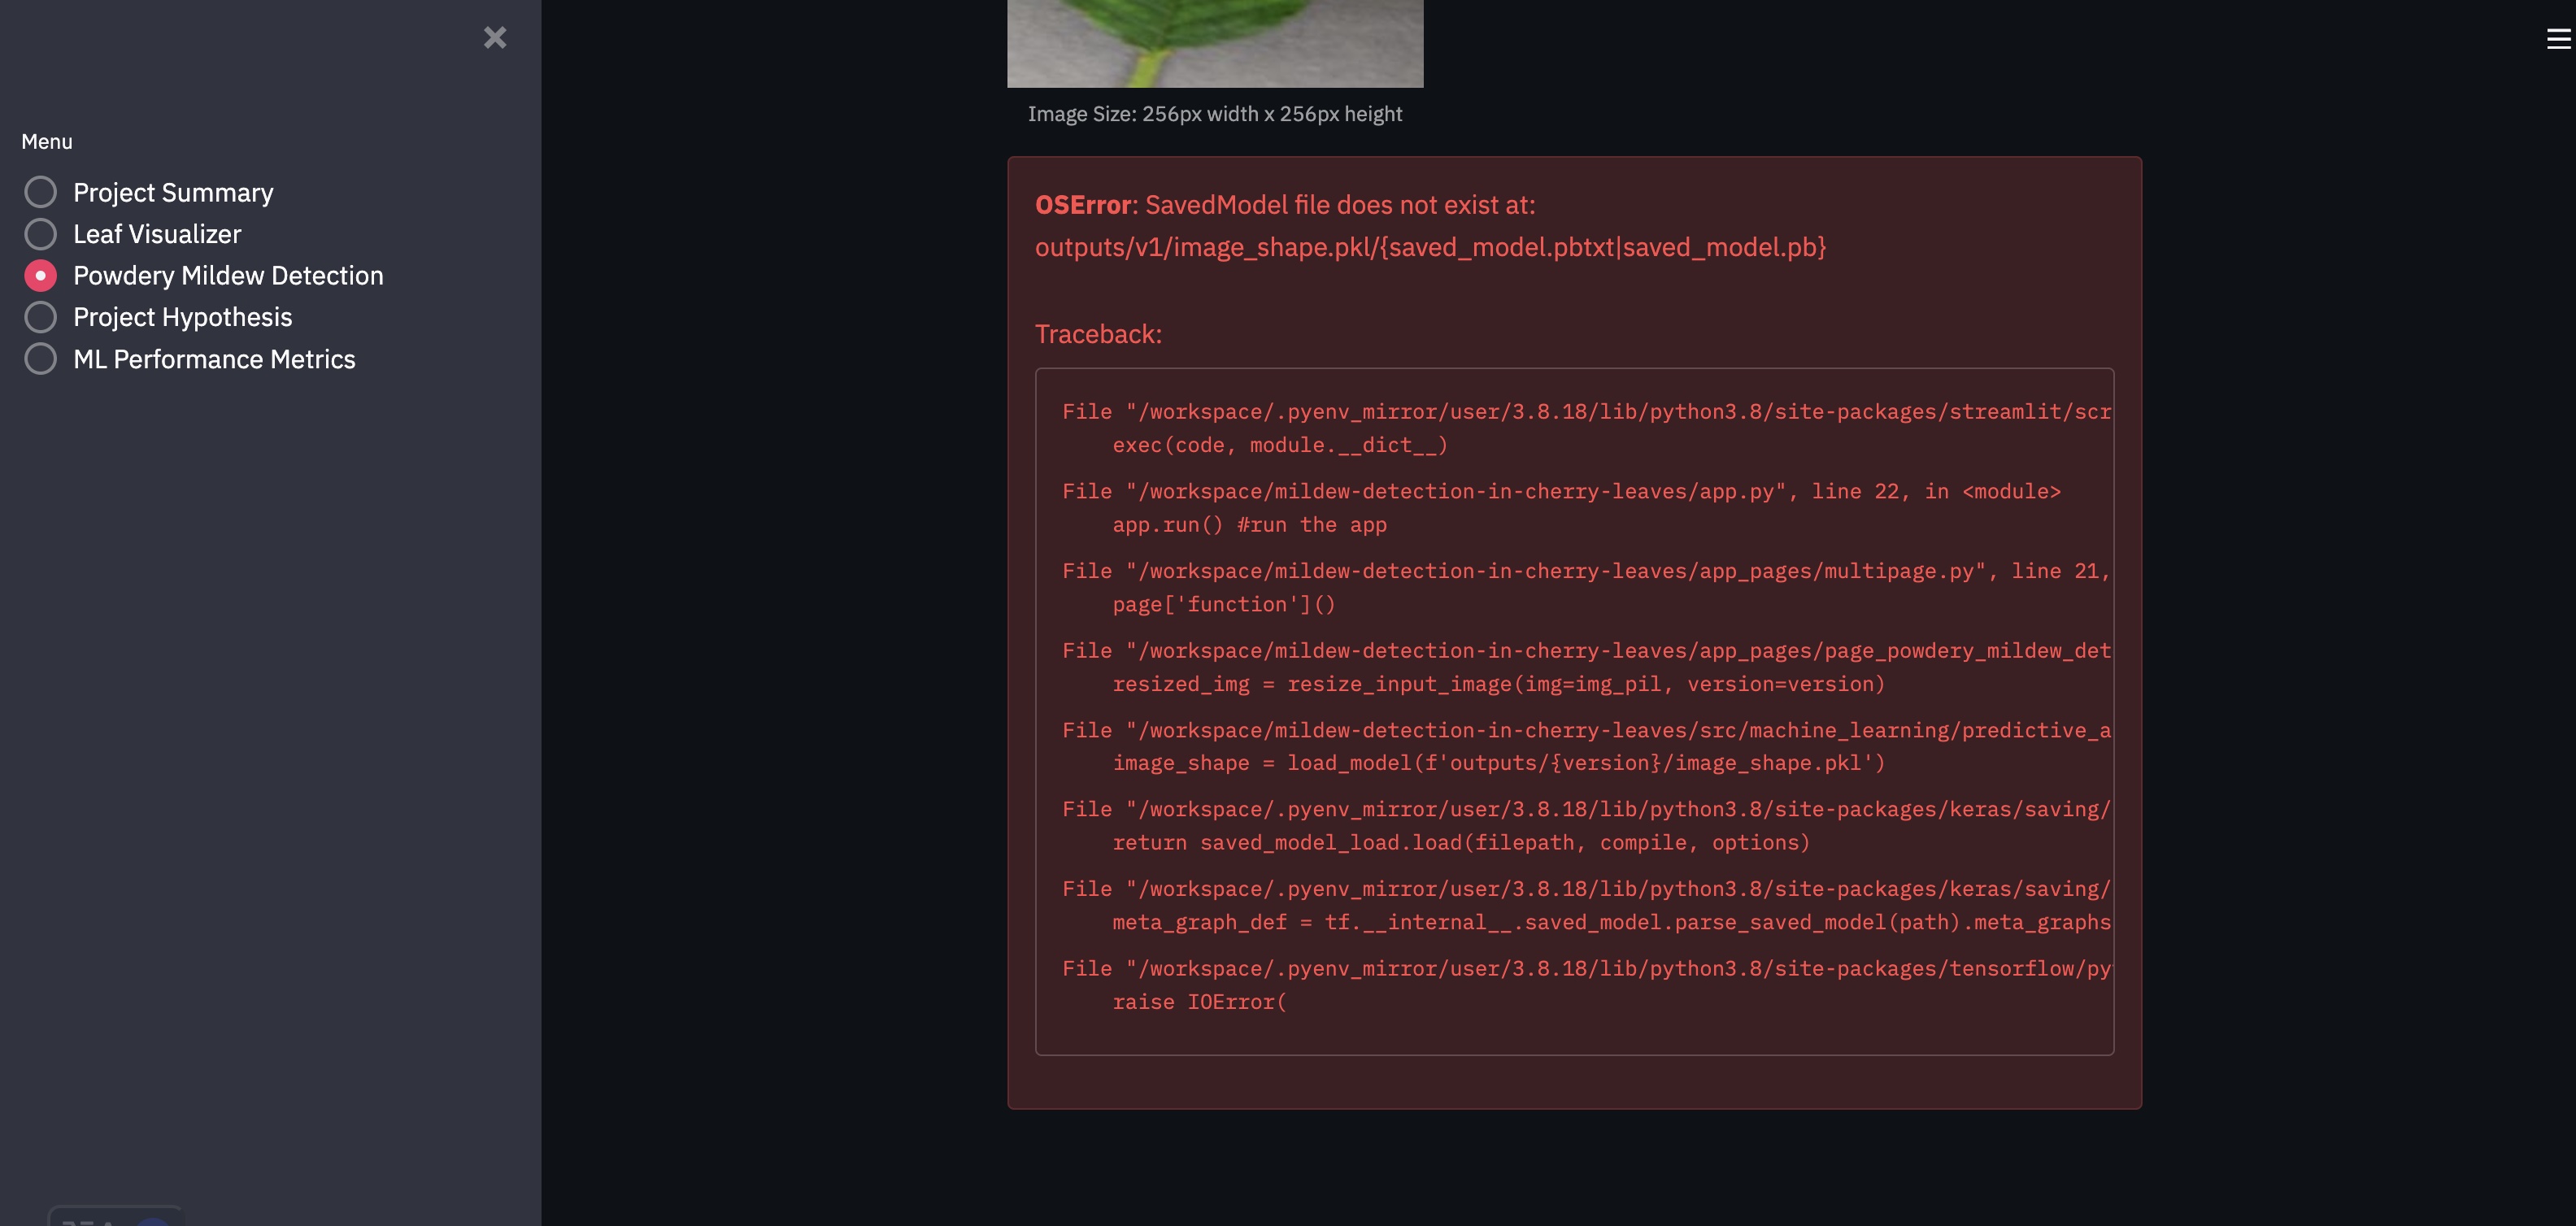 Menu
Project Summary
Leaf Visualizer
Powdery Mildew Detection
Project Hypothesis
ML Performance Metrics
Image Size: 256px width x 256px height
OSError: SavedModel file does not exist at:
outputs/v1/image_shape.pkl/{saved_model.pbtxt|saved_model.pb}
Traceback:
File "/workspace/.pyenv_mirror/user/3.8.18/lib/python3.8/site-packages/streamlit/scr
exec(code, module.__dict__)
File "/workspace/mildew-detection-in-cherry-leaves/app.py", line 22, in <module>
app.run() #run the app
File "/workspace/mildew-detection-in-cherry-leaves/app_pages/multipage.py", line 21,
page['function']()
File "/workspace/mildew-detection-in-cherry-leaves/app_pages/page_powdery_mildew_det
resized_img = resize_input_image(img=img_pil, version=version)
File "/workspace/mildew-detection-in-cherry-leaves/src/machine_learning/predictive_a
image_shape = load_model(f'outputs/{version}/image_shape.pkl')
File "/workspace/.pyenv_mirror/user/3.8.18/lib/python3.8/site-packages/keras/saving/
return saved_model_load.load(filepath, compile, options)
File "/workspace/.pyenv_mirror/user/3.8.18/lib/python3.8/site-packages/keras/saving/
meta_graph_def = tf.__internal__.saved_model.parse_saved_model(path).meta_graphs
File "/workspace/.pyenv_mirror/user/3.8.18/lib/python3.8/site-packages/tensorflow/py
raise IOError(